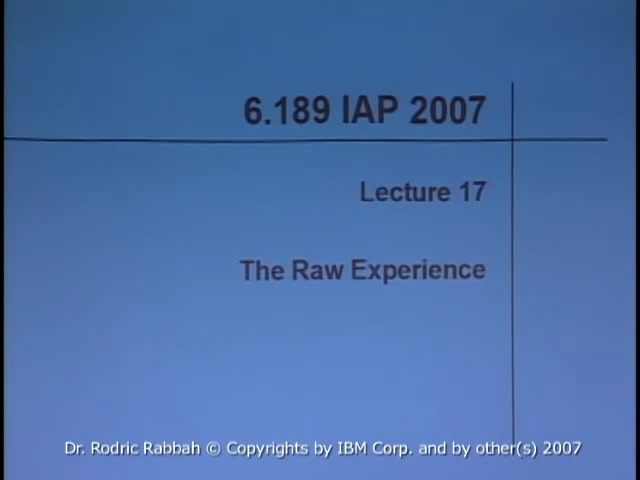 6.189 IAP 2007
Lecture 17
The Raw Experience
Dr. Rodric Rabbah © Copyrights by IBM Corp. and by other(s) 2007